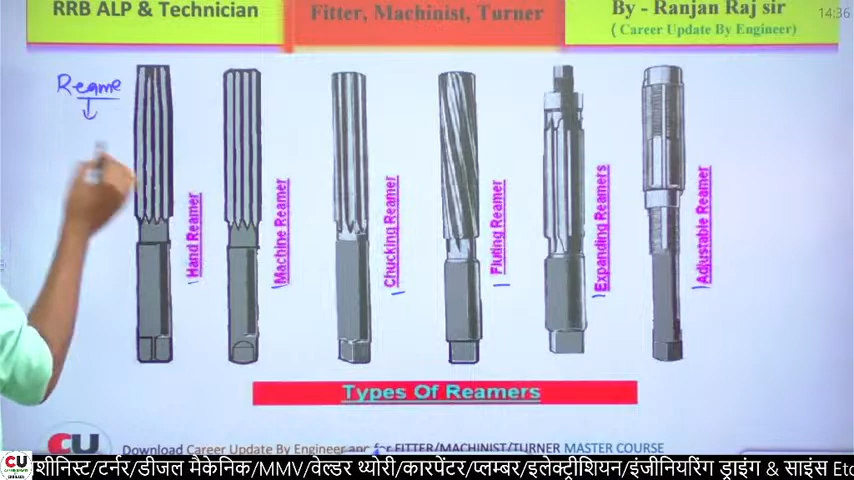 RRB ALP & Technician
Fitter, Machinist, Turner
By - Ranjan Raj sir
( Career Update By Engineer)
14:36
Reame
Hand Reamer
Machine Reamer
Chucking Reamer
Fluting Reamer
Expanding Reamers
Adjustable Reamer
Types Of Reamers
CU
Download Career Update By Engineer app for FITTER/MACHINIST/TURNER MASTER COURSE
CU
शीनिस्ट/टर्नर/डीजल मैकेनिक/MMV/वेल्डर थ्योरी/कारपेंटर/प्लम्बर/इलेक्ट्रीशियन/इंजीनियरिंग ड्राइंग & साइंस Etc